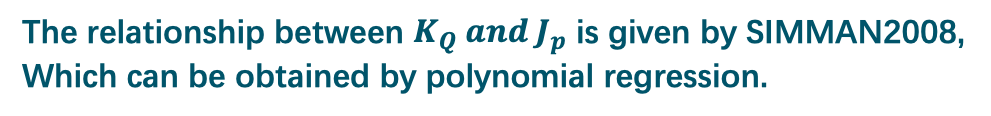 The relationship between K_Q and J_p is given by SIMMAN2008,
Which can be obtained by polynomial regression.